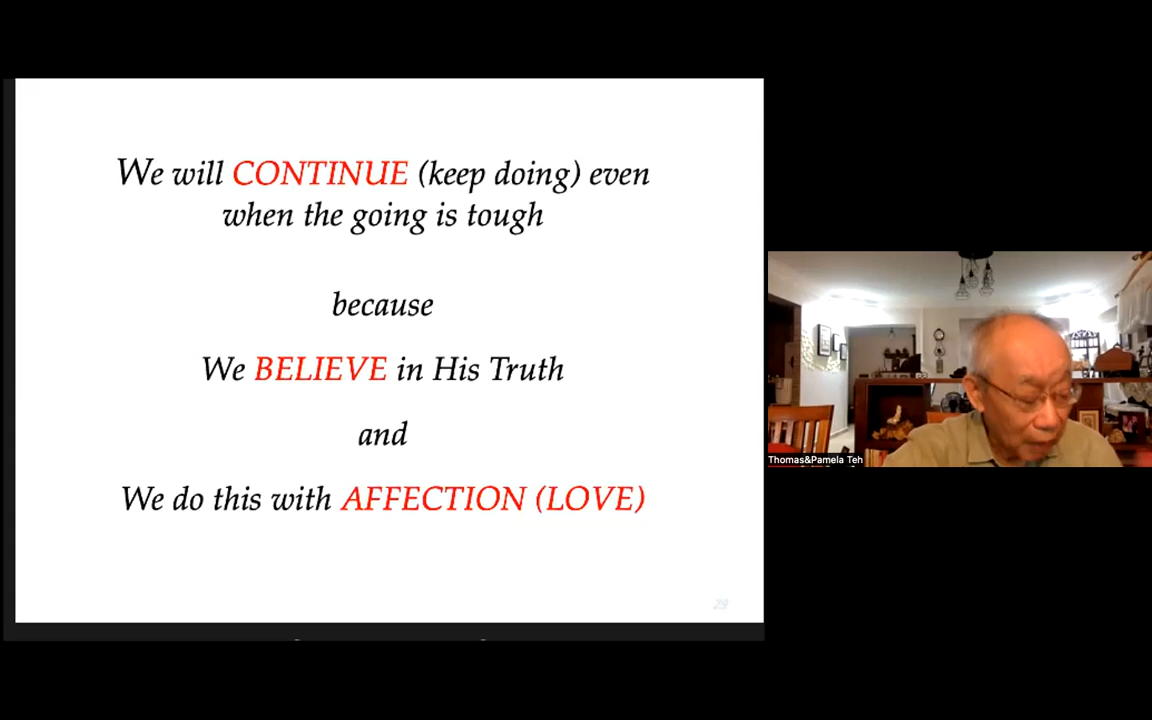 We will CONTINUE (keep doing) even
when the going is tough
because
We BELIEVE in His Truth
and
We do this with AFFECTION (LOVE)
29
Thomas&Pamela Teh